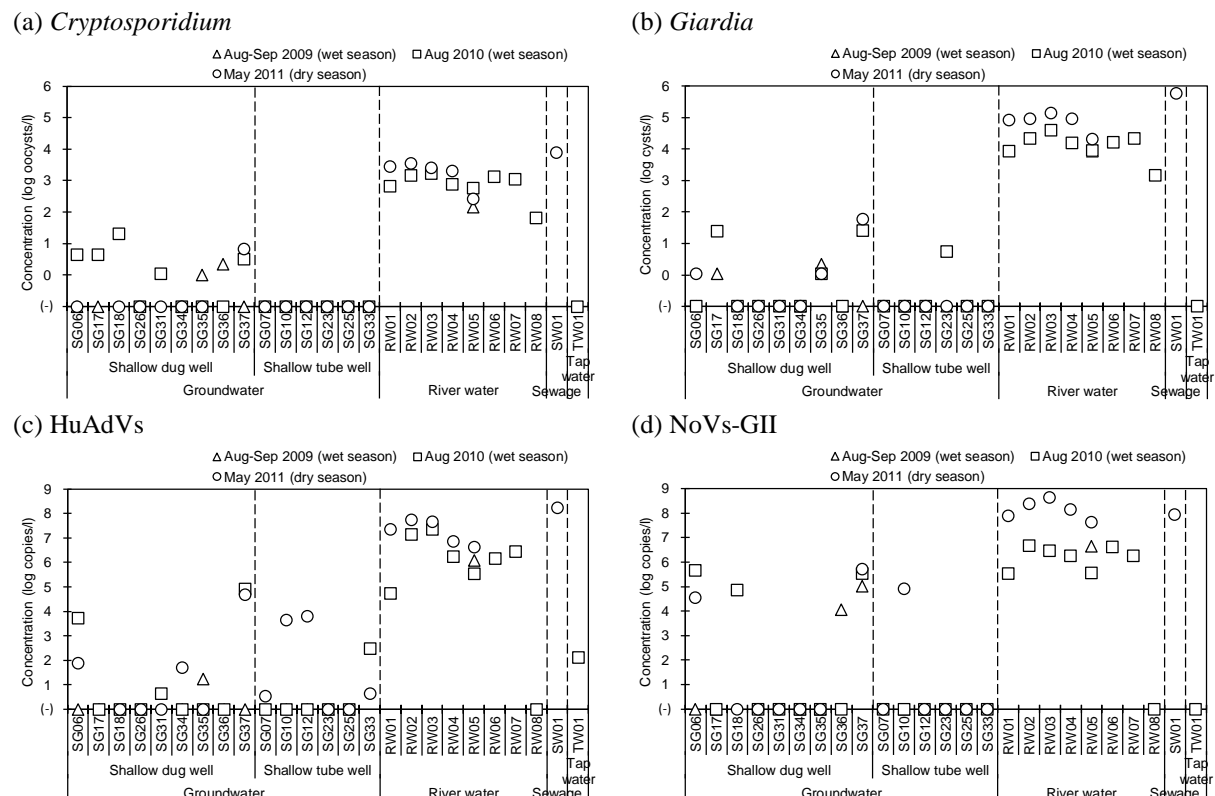 (a) Cryptosporidium
△ Aug-Sep 2009 (wet season) □ Aug 2010 (wet season)
○ May 2011 (dry season)
Concentration (log oocysts/l)
6
5
4
3
2
1
0
(-)
SG06 SG17 SG18 SG26 SG31 SG34 SG35 SG36 SG37 SG07 SG10 SG12 SG23 SG25 SG33 RW01 RW02 RW03 RW04 RW05 RW06 RW07 RW08 SW01 TW01
Shallow dug well Shallow tube well
Groundwater River water Sewage Tap water
(b) Giardia
△ Aug-Sep 2009 (wet season) □ Aug 2010 (wet season)
○ May 2011 (dry season)
Concentration (log cysts/l)
6
5
4
3
2
1
0
(-)
SG06 SG17 SG18 SG26 SG31 SG34 SG35 SG36 SG37 SG07 SG10 SG12 SG23 SG25 SG33 RW01 RW02 RW03 RW04 RW05 RW06 RW07 RW08 SW01 TW01
Shallow dug well Shallow tube well
Groundwater River water Sewage Tap water
(c) HuAdVs
△ Aug-Sep 2009 (wet season) □ Aug 2010 (wet season)
○ May 2011 (dry season)
Concentration (log copies/l)
9
8
7
6
5
4
3
2
1
(-)
SG06 SG17 SG18 SG26 SG31 SG34 SG35 SG36 SG37 SG07 SG10 SG12 SG23 SG25 SG33 RW01 RW02 RW03 RW04 RW05 RW06 RW07 RW08 SW01 TW01
Shallow dug well Shallow tube well
Groundwater River water Sewage Tap water
(d) NoVs-GII
△ Aug-Sep 2009 (wet season) □ Aug 2010 (wet season)
○ May 2011 (dry season)
Concentration (log copies/l)
9
8
7
6
5
4
3
2
1
(-)
SG06 SG17 SG18 SG26 SG31 SG34 SG35 SG36 SG37 SG07 SG10 SG12 SG23 SG25 SG33 RW01 RW02 RW03 RW04 RW05 RW06 RW07 RW08 SW01 TW01
Shallow dug well Shallow tube well
Groundwater River water Sewage Tap water